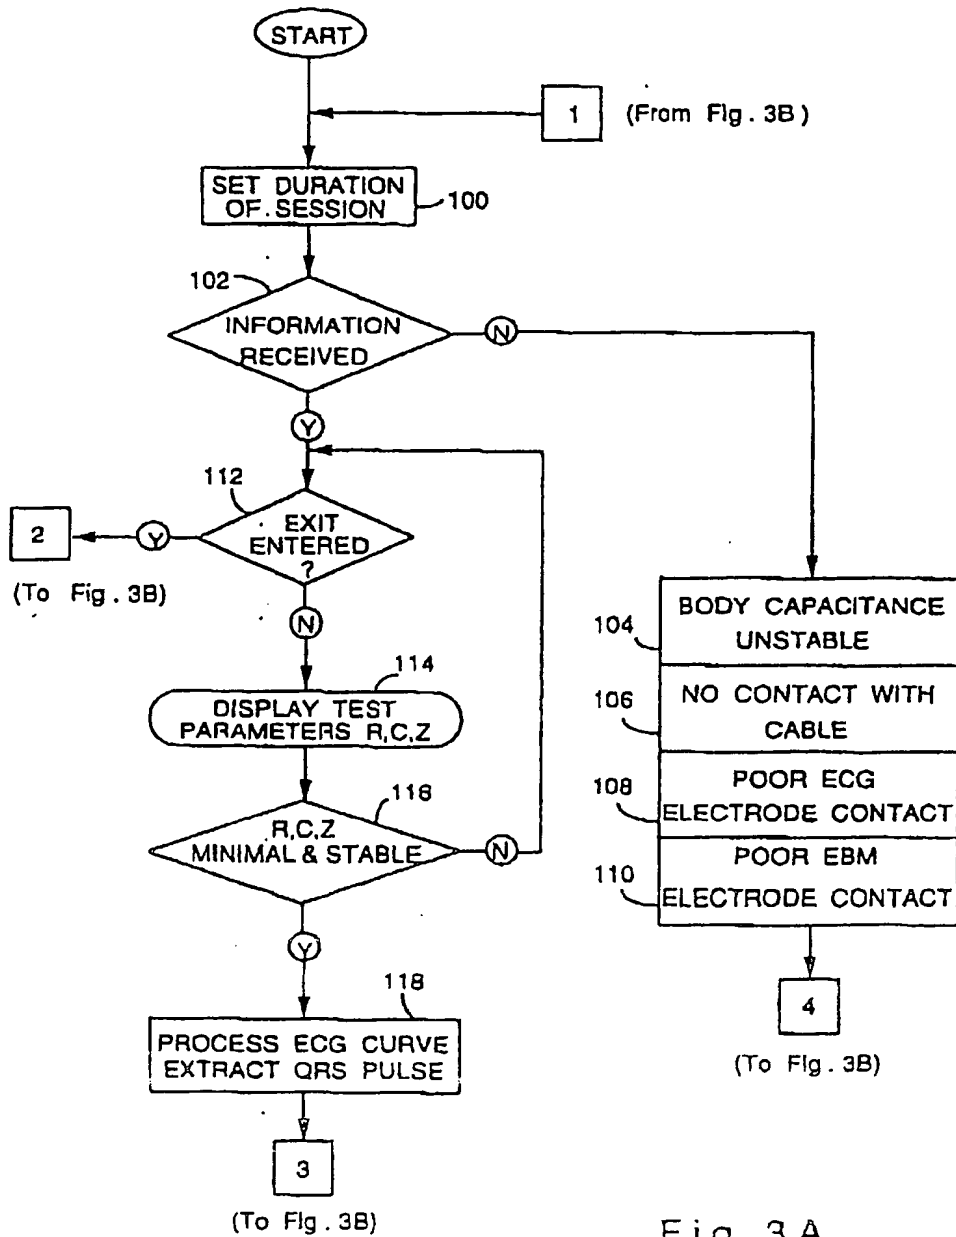 START
1 (From Fig. 3B)
SET DURATION
OF SESSION
100
102
INFORMATION
RECEIVED
N
Y
112
EXIT
ENTERED
?
Y
2
(To Fig. 3B)
N
114
DISPLAY TEST
PARAMETERS R,C,Z
116
R,C,Z
MINIMAL & STABLE
N
Y
118
PROCESS ECG CURVE
EXTRACT QRS PULSE
3
(To Fig. 3B)
104
BODY CAPACITANCE
UNSTABLE
106
NO CONTACT WITH
CABLE
108
POOR ECG
ELECTRODE CONTACT
110
POOR EBM
ELECTRODE CONTACT
4
(To Fig. 3B)
Fig. 3A